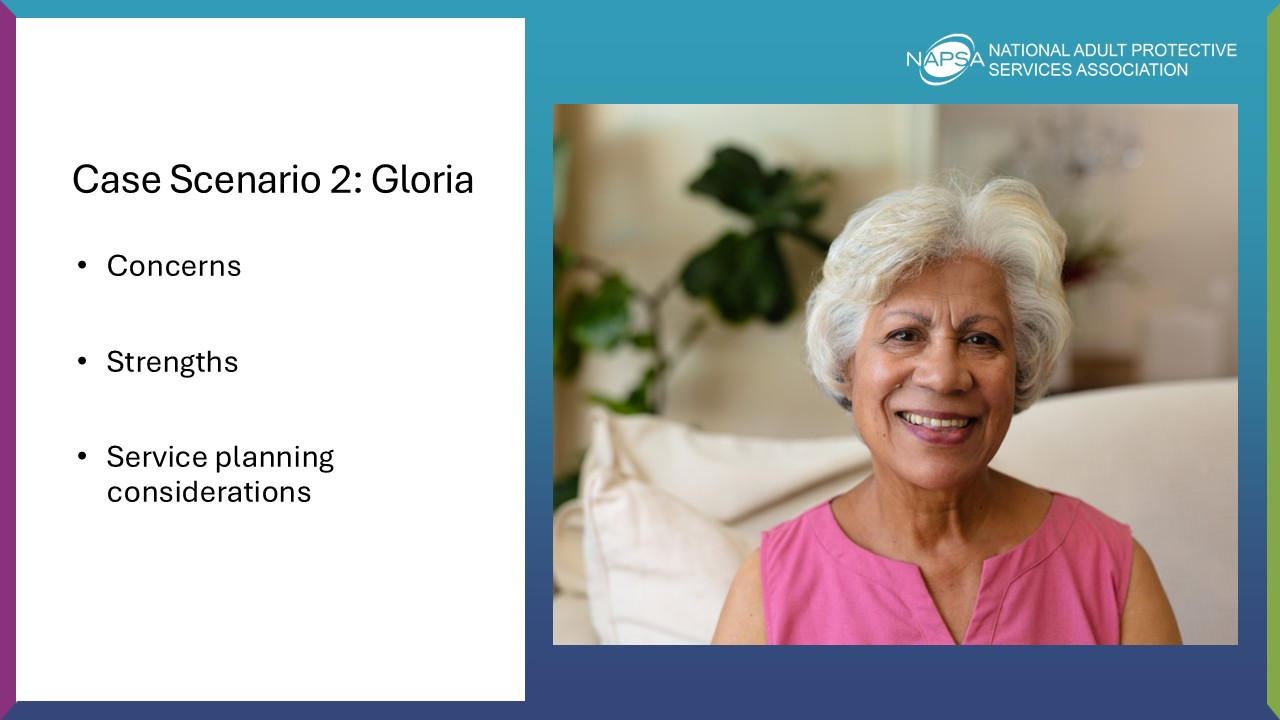 NAPSA NATIONAL ADULT PROTECTIVE
SERVICES ASSOCIATION
Case Scenario 2: Gloria
• Concerns
• Strengths
• Service planning
considerations